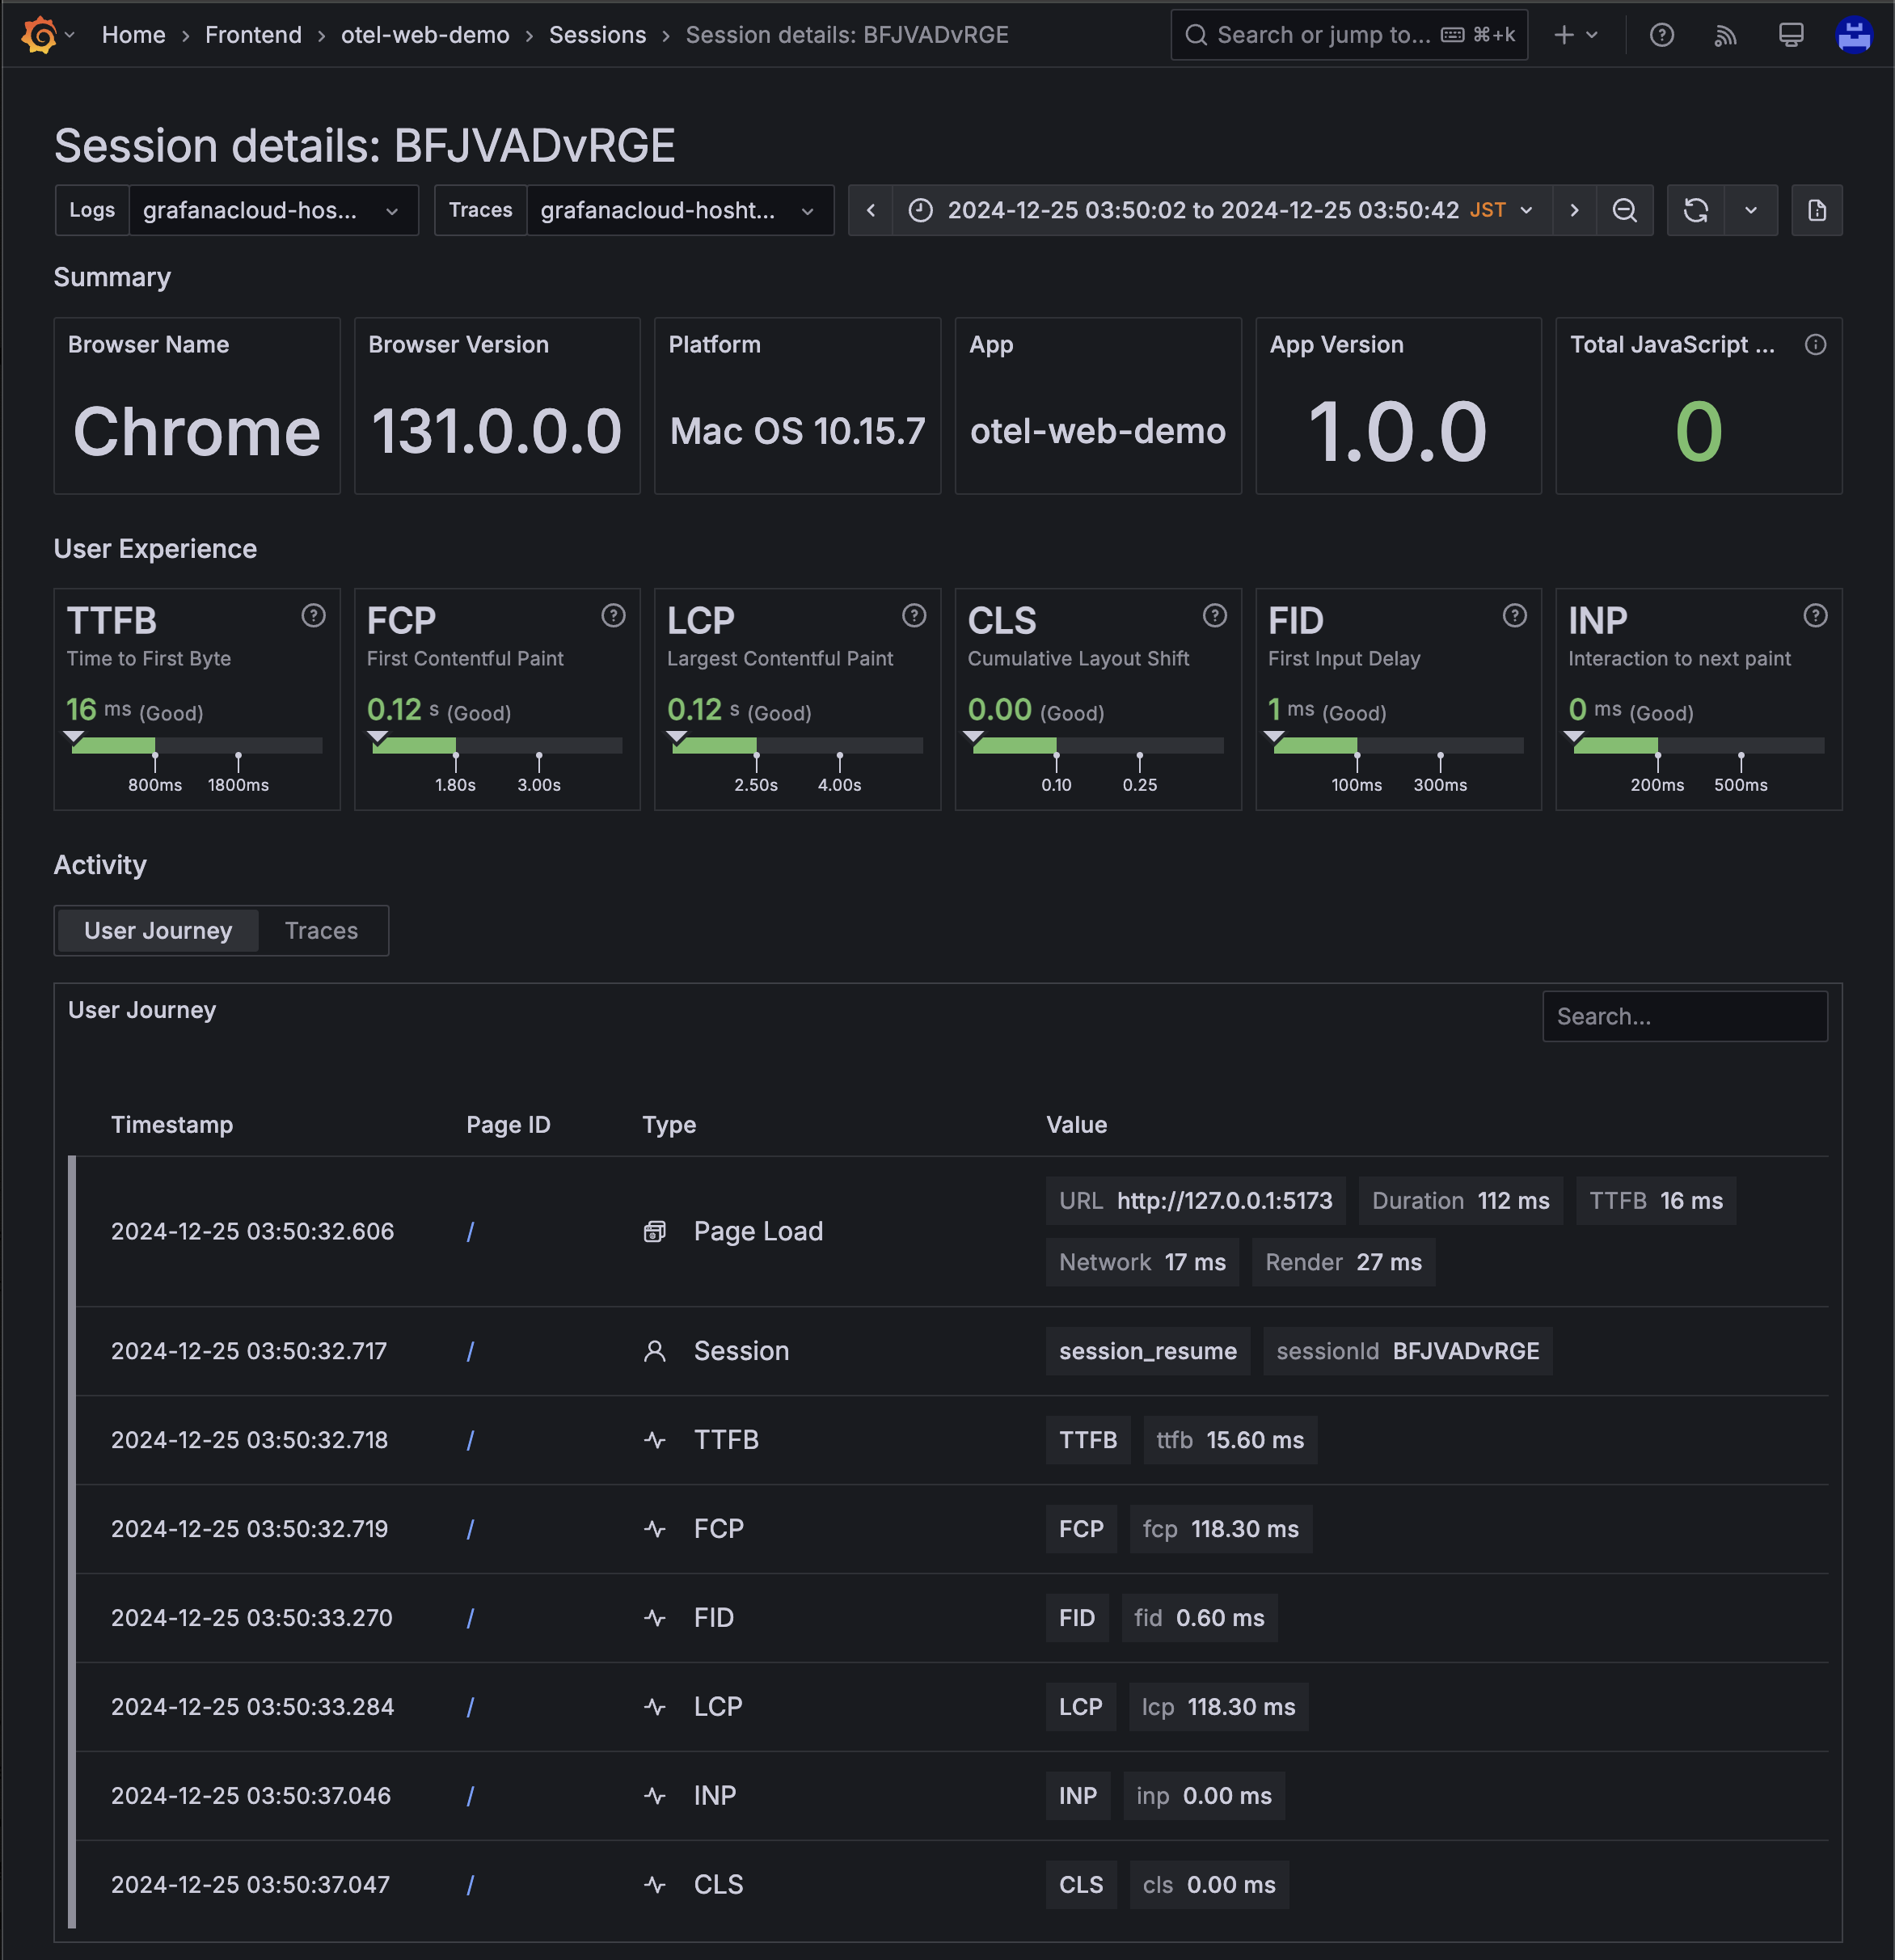 Home › Frontend › otel-web-demo › Sessions › Session details: BFJVADvRGE
Search or jump to... ⌘+k
Session details: BFJVADvRGE
Logs grafanacloud-hos... Traces grafanacloud-hosht... 2024-12-25 03:50:02 to 2024-12-25 03:50:42 JST
Summary
Browser Name
Chrome
Browser Version
131.0.0.0
Platform
Mac OS 10.15.7
App
otel-web-demo
App Version
1.0.0
Total JavaScript ...
0
User Experience
TTFB
Time to First Byte
16 ms (Good)
800ms 1800ms
FCP
First Contentful Paint
0.12 s (Good)
1.80s 3.00s
LCP
Largest Contentful Paint
0.12 s (Good)
2.50s 4.00s
CLS
Cumulative Layout Shift
0.00 (Good)
0.10 0.25
FID
First Input Delay
1 ms (Good)
100ms 300ms
INP
Interaction to next paint
0 ms (Good)
200ms 500ms
Activity
User Journey Traces
User Journey
Search...
Timestamp Page ID Type Value
2024-12-25 03:50:32.606 / Page Load URL http://127.0.0.1:5173 Duration 112 ms TTFB 16 ms
Network 17 ms Render 27 ms
2024-12-25 03:50:32.717 / Session session_resume sessionId BFJVADvRGE
2024-12-25 03:50:32.718 / TTFB TTFB ttfb 15.60 ms
2024-12-25 03:50:32.719 / FCP FCP fcp 118.30 ms
2024-12-25 03:50:33.270 / FID FID fid 0.60 ms
2024-12-25 03:50:33.284 / LCP LCP lcp 118.30 ms
2024-12-25 03:50:37.046 / INP INP inp 0.00 ms
2024-12-25 03:50:37.047 / CLS CLS cls 0.00 ms